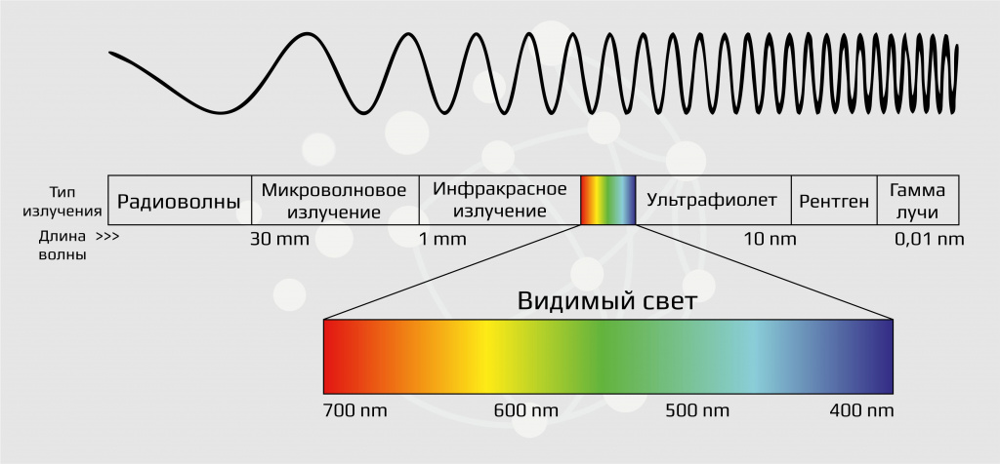 Тип
излучения
Радиоволны
Микроволновое
излучение
Инфракрасное
излучение
Ультрафиолет
Рентген
Гамма
лучи
Длина >>>
волны
30 mm
1 mm
10 nm
0,01 nm
Видимый свет
700 nm
600 nm
500 nm
400 nm